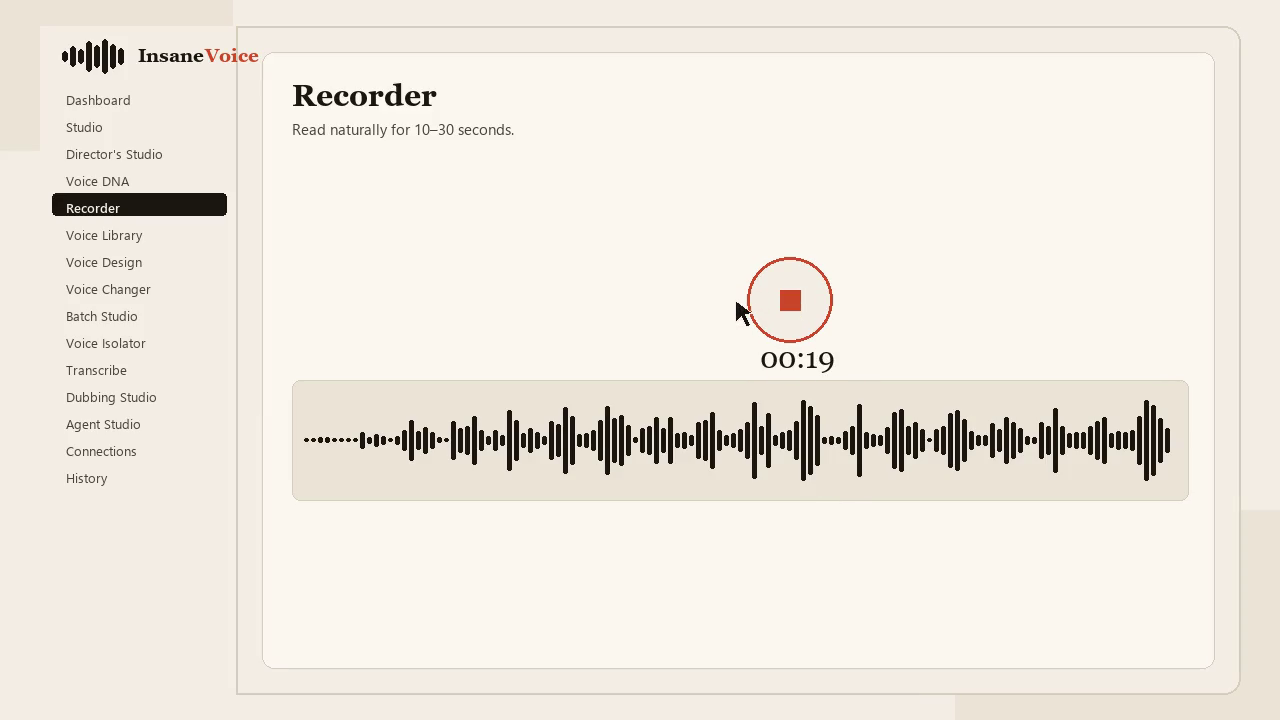 InsaneVoice
Dashboard
Studio
Director's Studio
Voice DNA
Recorder
Voice Library
Voice Design
Voice Changer
Batch Studio
Voice Isolator
Transcribe
Dubbing Studio
Agent Studio
Connections
History
Recorder
Read naturally for 10–30 seconds.
00:19